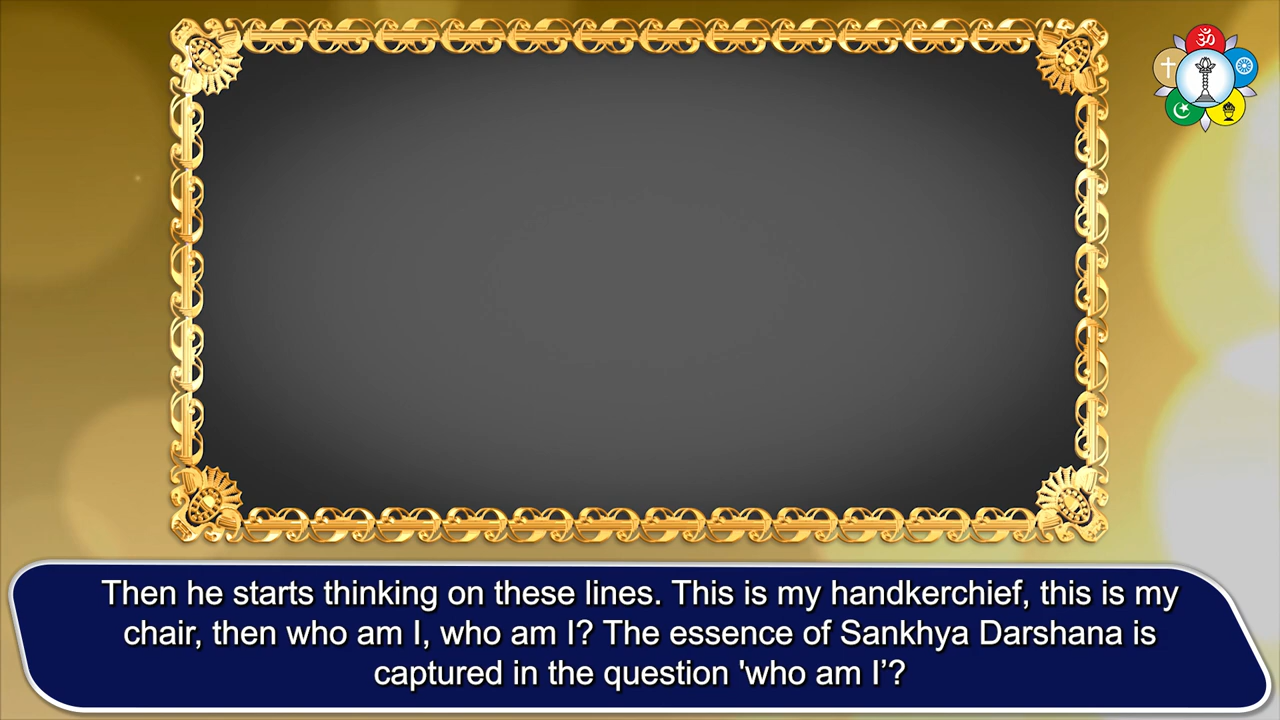 ॐ
Then he starts thinking on these lines. This is my handkerchief, this is my
chair, then who am I, who am I? The essence of Sankhya Darshana is
captured in the question 'who am I’?